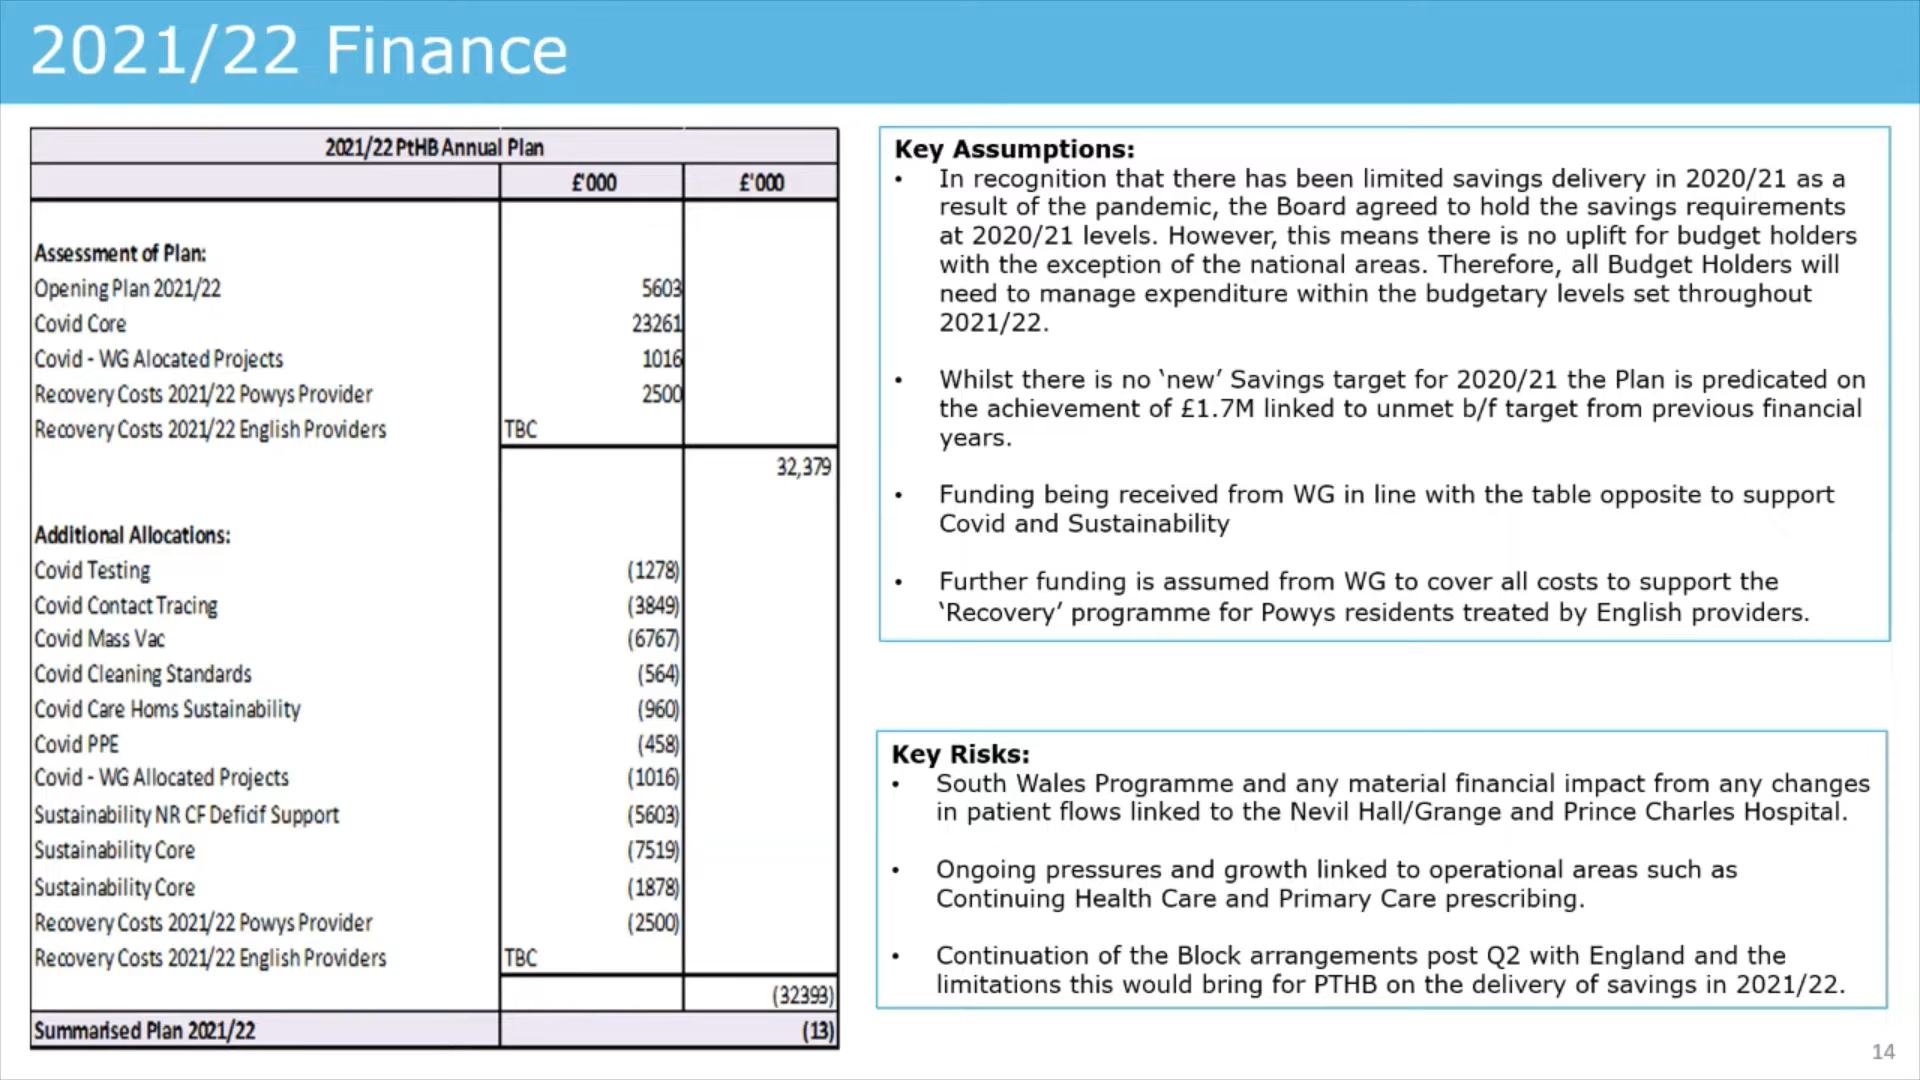 2021/22 Finance
2021/22 PtHB Annual Plan
£'000 £'000
Assessment of Plan:
Opening Plan 2021/22 5603
Covid Core 23261
Covid - WG Alocated Projects 1016
Recovery Costs 2021/22 Powys Provider 2500
Recovery Costs 2021/22 English Providers TBC
32,379
Additional Allocations:
Covid Testing (1278)
Covid Contact Tracing (3849)
Covid Mass Vac (6767)
Covid Cleaning Standards (564)
Covid Care Homs Sustainability (960)
Covid PPE (458)
Covid - WG Allocated Projects (1016)
Sustainability NR CF Deficif Support (5603)
Sustainability Core (7519)
Sustainability Core (1878)
Recovery Costs 2021/22 Powys Provider (2500)
Recovery Costs 2021/22 English Providers TBC
(32393)
Summarised Plan 2021/22 (13)
Key Assumptions:
• In recognition that there has been limited savings delivery in 2020/21 as a
result of the pandemic, the Board agreed to hold the savings requirements
at 2020/21 levels. However, this means there is no uplift for budget holders
with the exception of the national areas. Therefore, all Budget Holders will
need to manage expenditure within the budgetary levels set throughout
2021/22.
• Whilst there is no ‘new’ Savings target for 2020/21 the Plan is predicated on
the achievement of £1.7M linked to unmet b/f target from previous financial
years.
• Funding being received from WG in line with the table opposite to support
Covid and Sustainability
• Further funding is assumed from WG to cover all costs to support the
‘Recovery’ programme for Powys residents treated by English providers.
Key Risks:
• South Wales Programme and any material financial impact from any changes
in patient flows linked to the Nevil Hall/Grange and Prince Charles Hospital.
• Ongoing pressures and growth linked to operational areas such as
Continuing Health Care and Primary Care prescribing.
• Continuation of the Block arrangements post Q2 with England and the
limitations this would bring for PTHB on the delivery of savings in 2021/22.
14